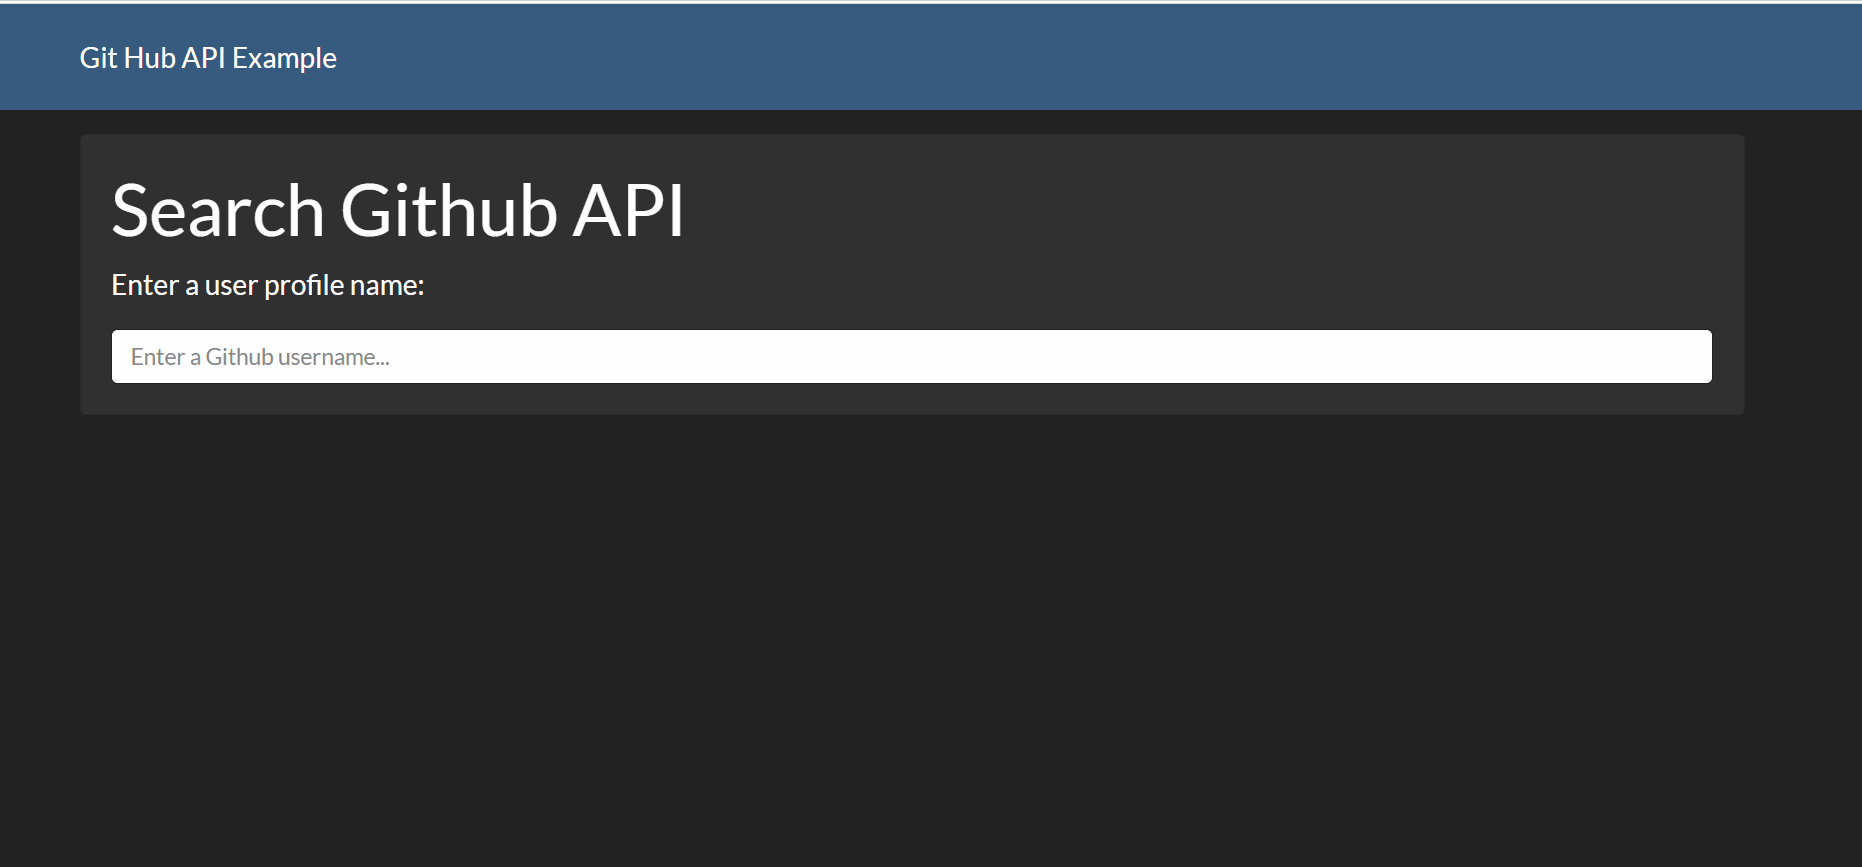 Git Hub API Example
Search Github API
Enter a user profile name:
Enter a Github username...